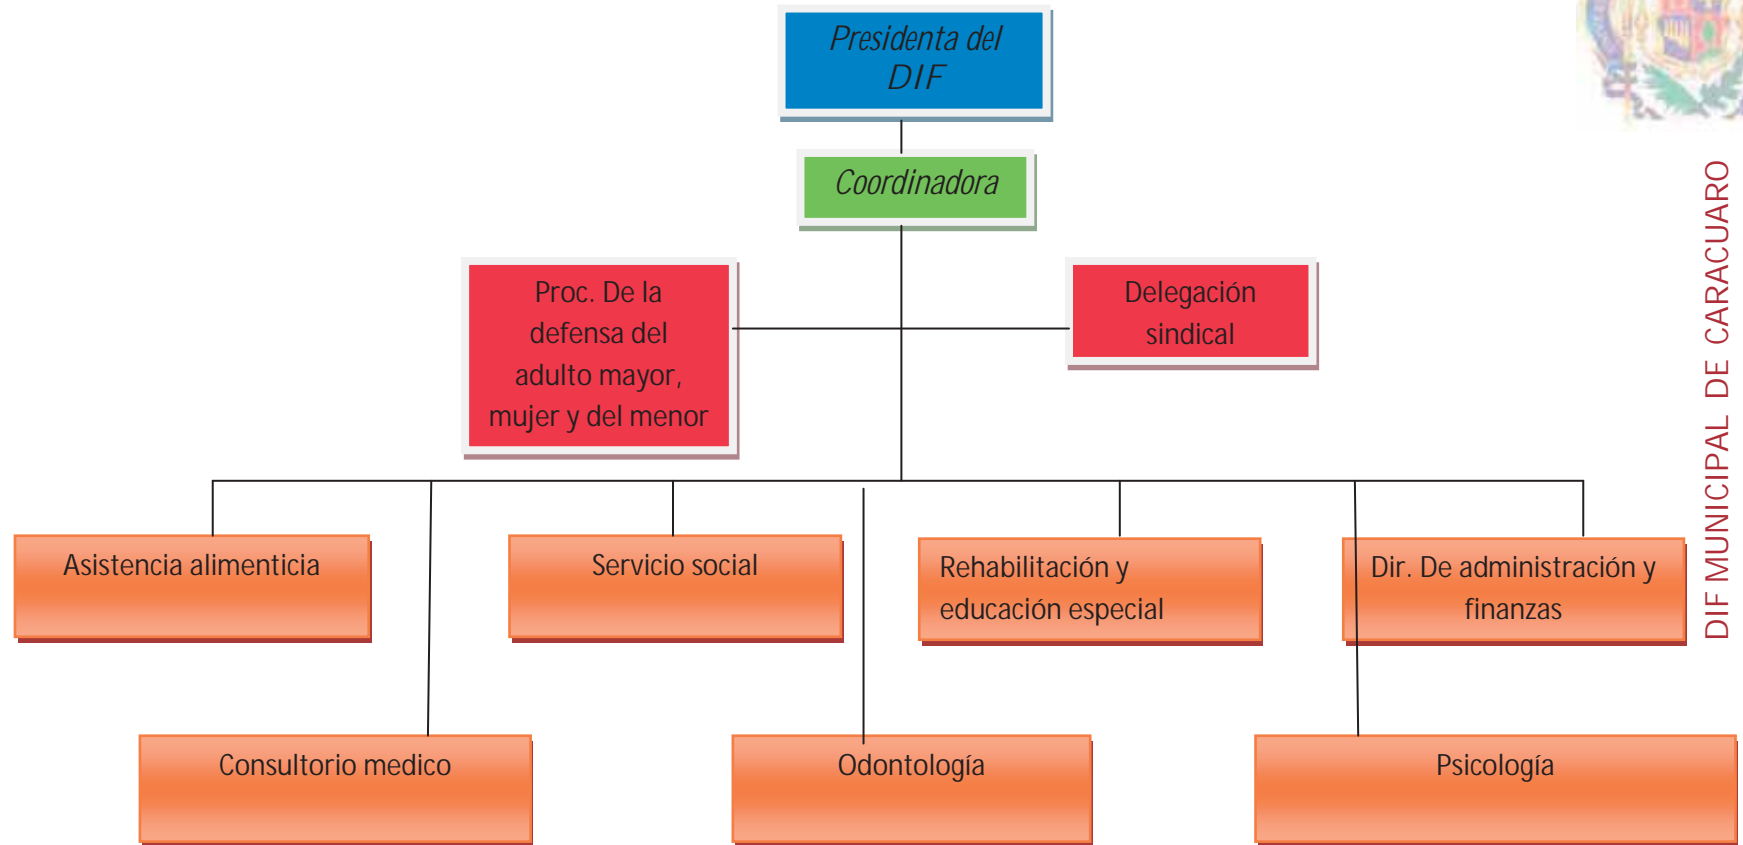 Presidenta del
DIF
Coordinadora
Proc. De la
defensa del
adulto mayor,
mujer y del menor
Delegación
sindical
Asistencia alimenticia
Servicio social
Rehabilitación y
educación especial
Dir. De administración y
finanzas
Consultorio medico
Odontología
Psicología
DIF MUNICIPAL DE CARACUARO